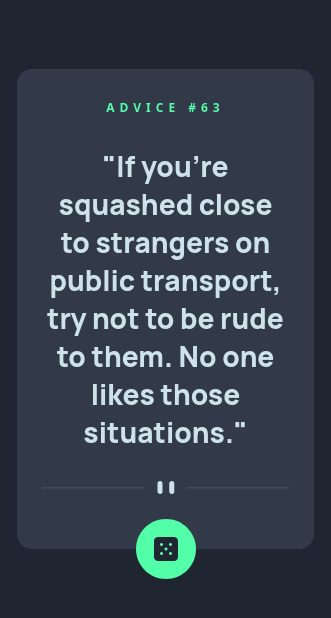 ADVICE #63
"If you're
squashed close
to strangers on
public transport,
try not to be rude
to them. No one
likes those
situations."